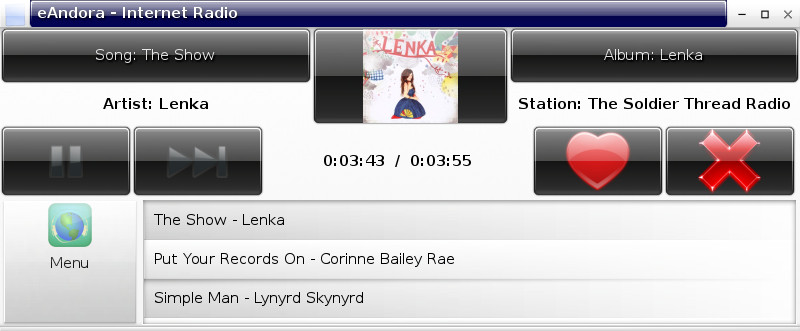 eAndora - Internet Radio
Song: The Show
LENKA
Album: Lenka
Artist: Lenka
Station: The Soldier Thread Radio
0:03:43 / 0:03:55
Menu
The Show - Lenka
Put Your Records On - Corinne Bailey Rae
Simple Man - Lynyrd Skynyrd